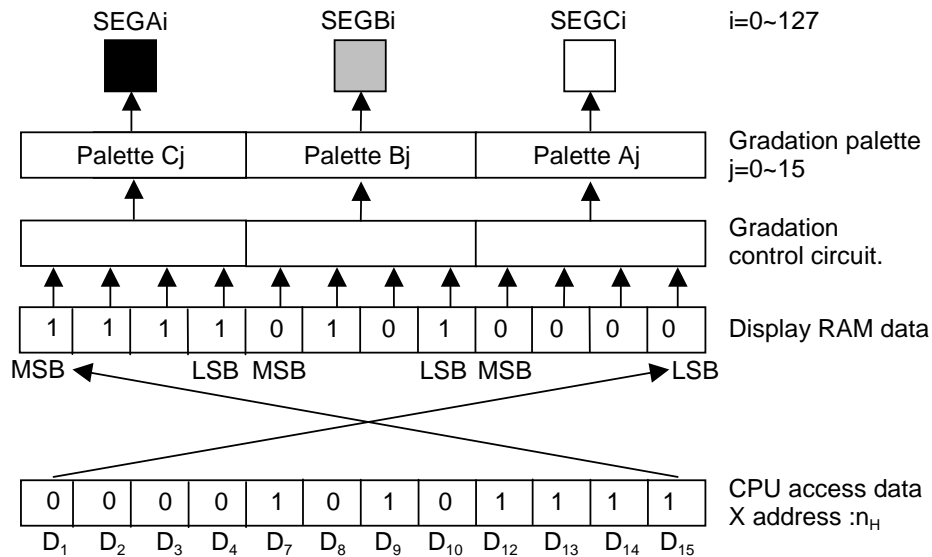 SEGAi SEGBi SEGCi i=0~127
Palette Cj Palette Bj Palette Aj Gradation palette
j=0~15
Gradation
control circuit.
1 1 1 1 0 1 0 1 0 0 0 0 Display RAM data
MSB LSB MSB LSB MSB LSB
0 0 0 0 1 0 1 0 1 1 1 1 CPU access data
D1 D2 D3 D4 D7 D8 D9 D10 D12 D13 D14 D15 X address :nH